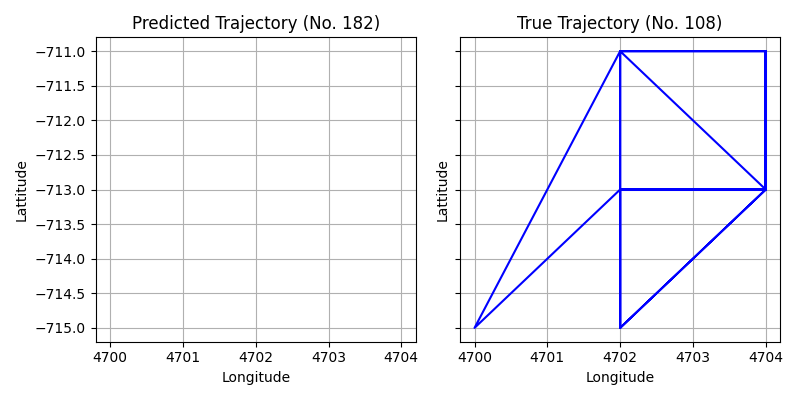 Predicted Trajectory (No. 182)
True Trajectory (No. 108)
−711.0
−711.5
−712.0
−712.5
−713.0
−713.5
−714.0
−714.5
−715.0
Lattitude
Lattitude
4700 4701 4702 4703 4704
4700 4701 4702 4703 4704
Longitude
Longitude